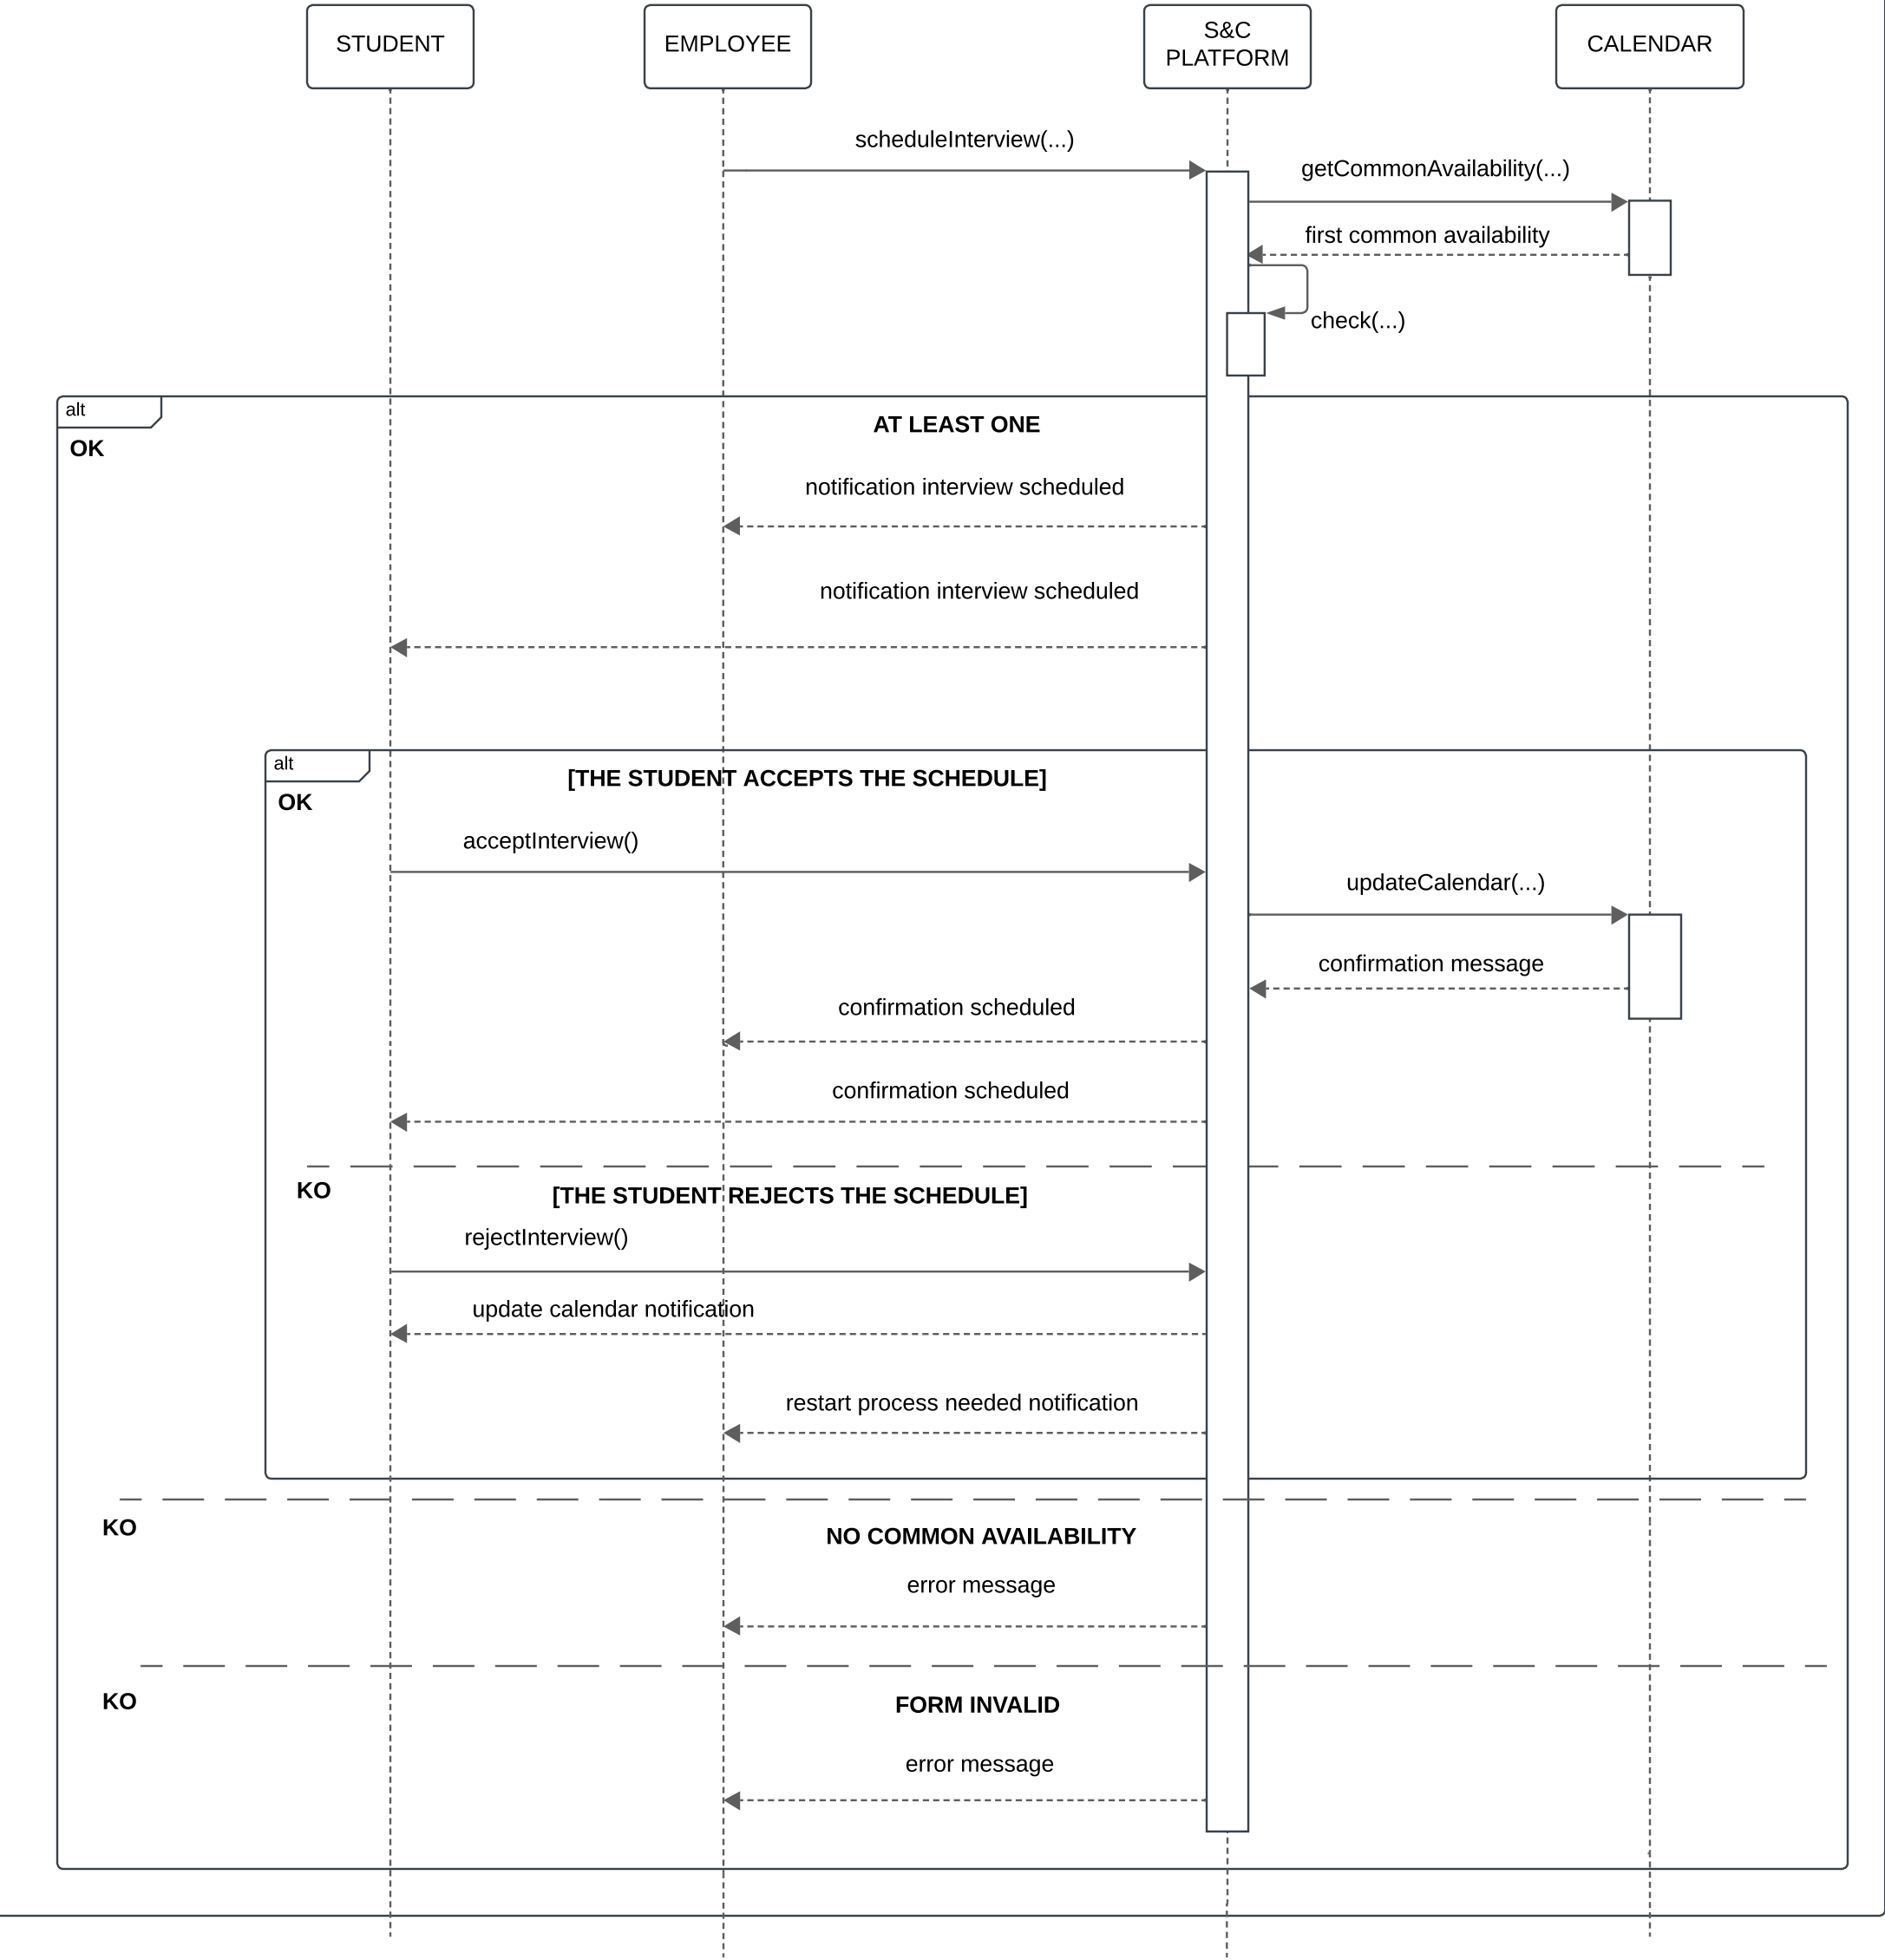 STUDENT
EMPLOYEE
S&C
PLATFORM
CALENDAR
scheduleInterview(...)
getCommonAvailability(...)
first common availability
check(...)
alt
AT LEAST ONE
OK
notification interview scheduled
notification interview scheduled
alt
[THE STUDENT ACCEPTS THE SCHEDULE]
OK
acceptInterview()
updateCalendar(...)
confirmation message
confirmation scheduled
confirmation scheduled
KO
[THE STUDENT REJECTS THE SCHEDULE]
rejectInterview()
update calendar notification
restart process needed notification
KO
NO COMMON AVAILABILITY
error message
KO
FORM INVALID
error message